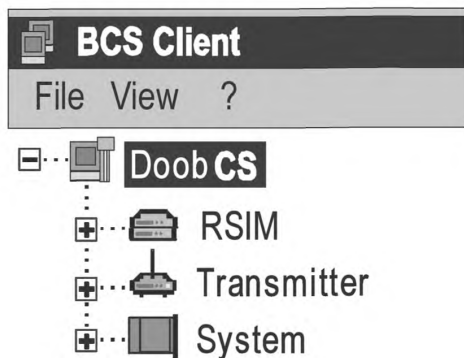 BCS Client
File View ?
Doob CS
RSIM
Transmitter
System